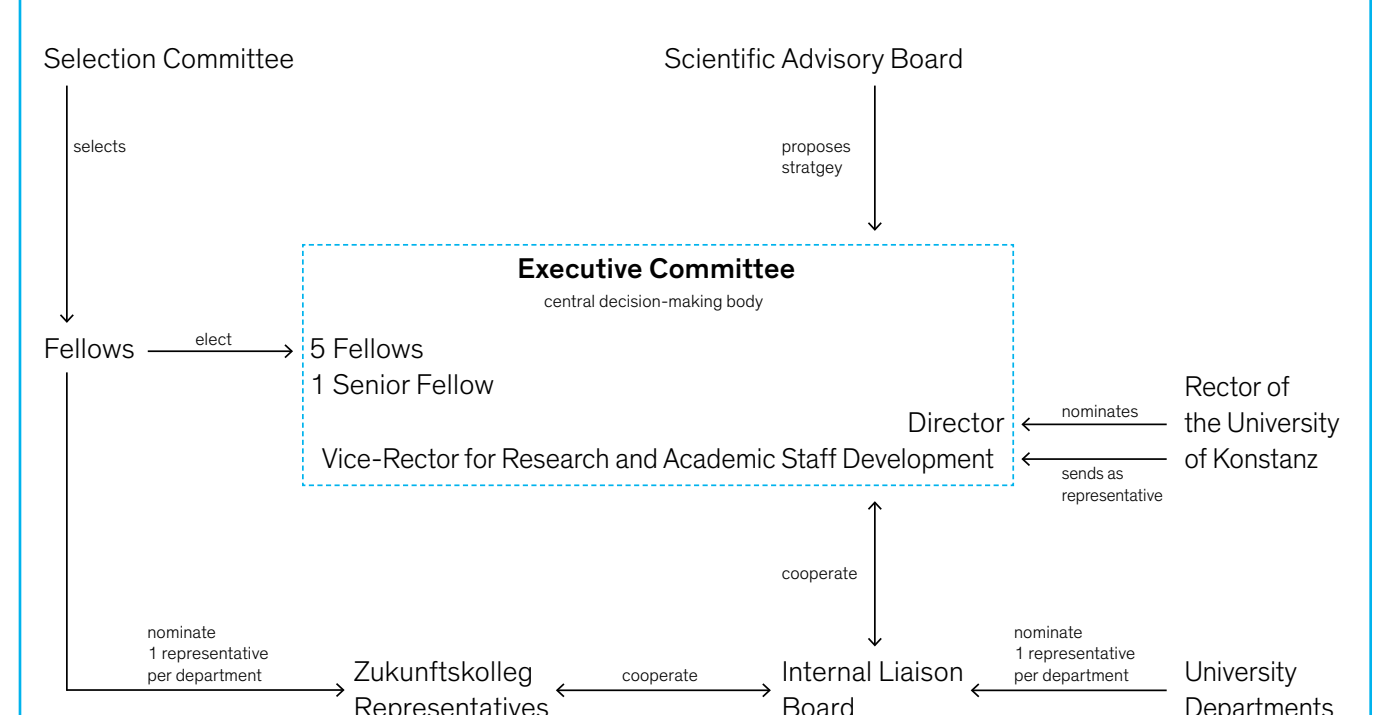 Selection Committee
Scientific Advisory Board
selects
proposes
stratgey
Executive Committee
central decision-making body
Fellows
elect
5 Fellows
1 Senior Fellow
Director
Vice-Rector for Research and Academic Staff Development
nominates
sends as
representative
Rector of
the University
of Konstanz
cooperate
nominate
1 representative
per department
Zukunftskolleg
Representatives
cooperate
Internal Liaison
Board
nominate
1 representative
per department
University
Departments